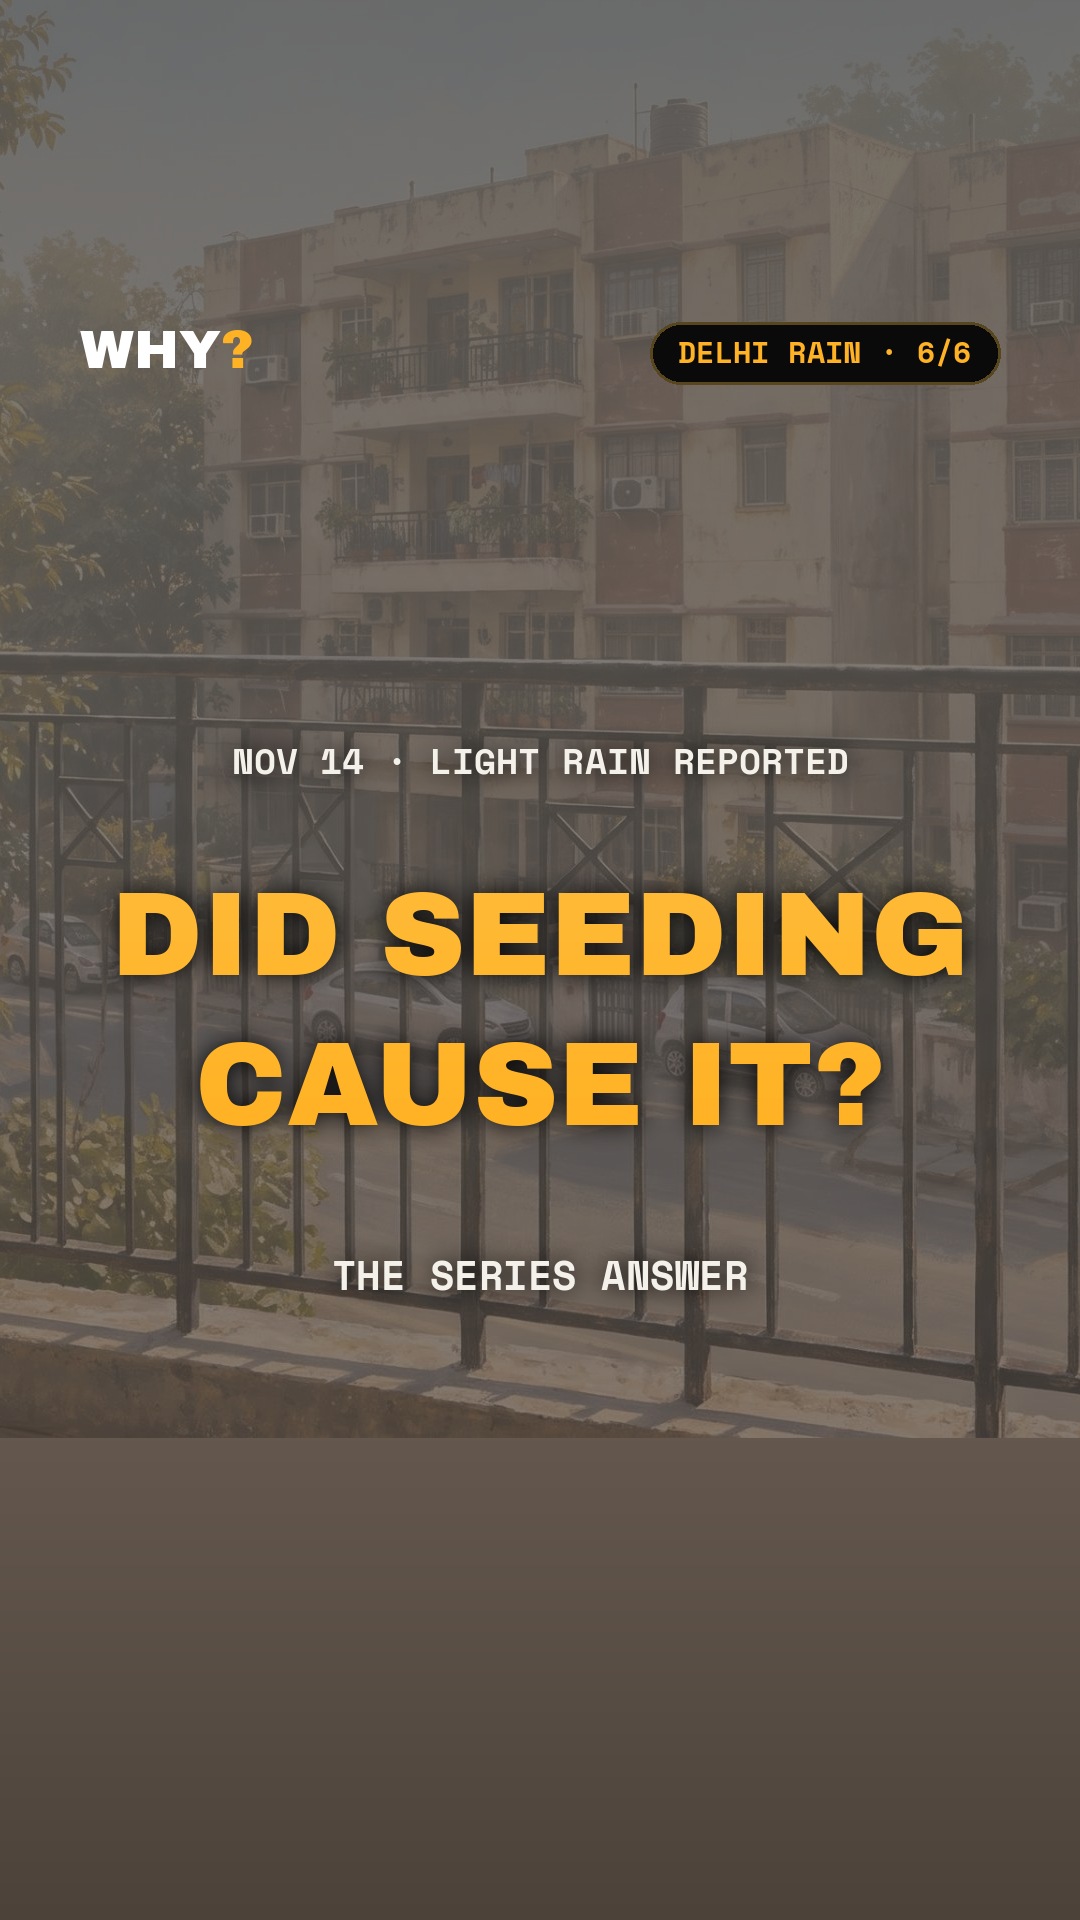 WHY?
DELHI RAIN · 6/6
NOV 14 · LIGHT RAIN REPORTED
DID SEEDING
CAUSE IT?
THE SERIES ANSWER